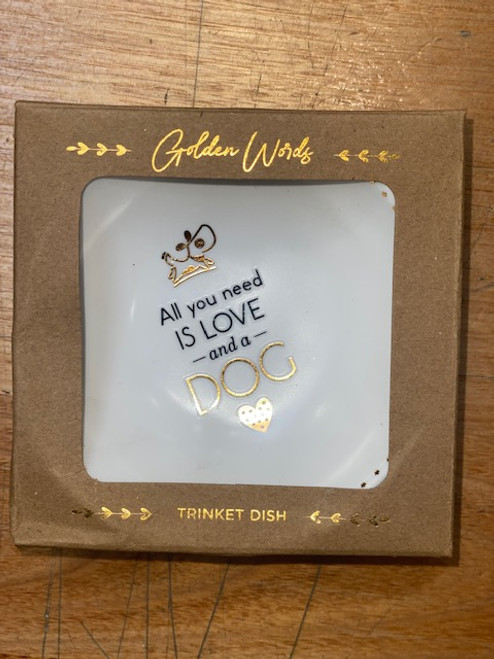 Golden Words
All you need
IS LOVE
– and a –
DOG
TRINKET DISH